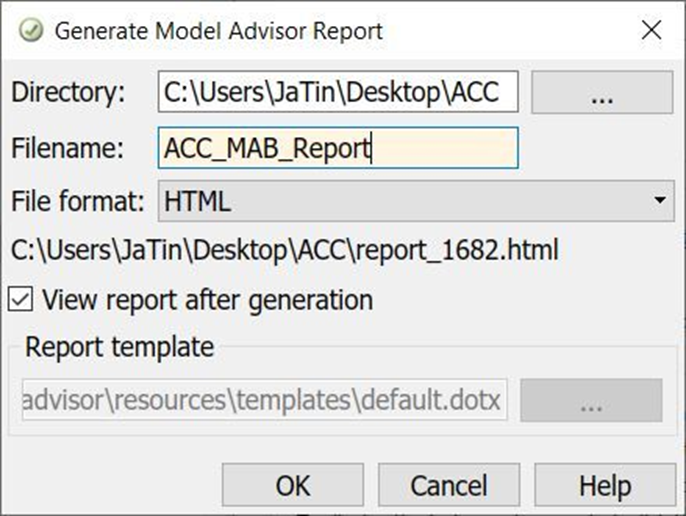 Generate Model Advisor Report
Directory: C:\Users\JaTin\Desktop\ACC ...
Filename: ACC_MAB_Report
File format: HTML
C:\Users\JaTin\Desktop\ACC\report_1682.html
View report after generation
Report template
advisor\resources\templates\default.dotx ...
OK Cancel Help